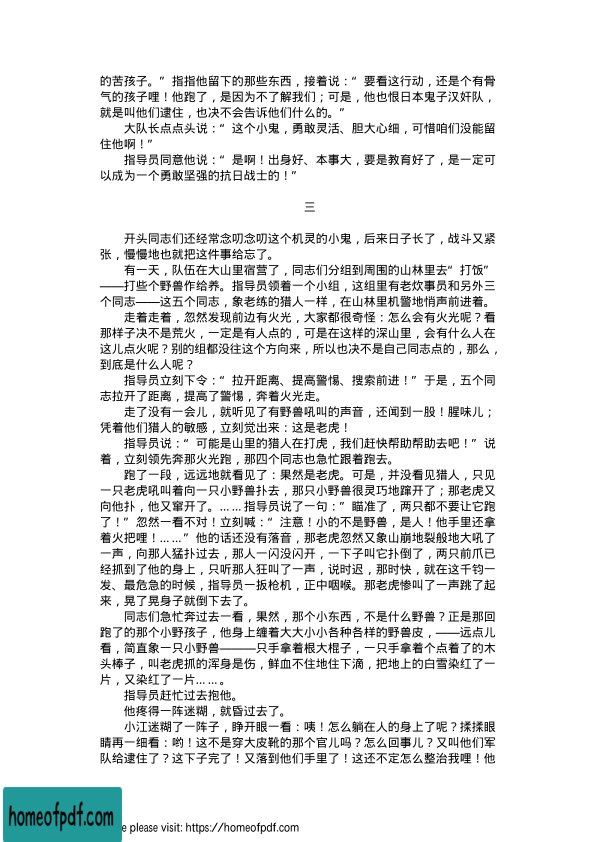 的苦孩子。”指指他留下的那些东西，接着说：“要看这行动，还是个有骨
气的孩子哩！他跑了，是因为不了解我们；可是，他也恨日本鬼子汉奸队，
就是叫他们逮住，也决不会告诉他们什么的。”
大队长点点头说：“这个小鬼，勇敢灵活、胆大心细，可惜咱们没能留
住他啊！”
指导员同意他说：“是啊！出身好、本事大，要是教育好了，是一定可
以成为一个勇敢坚强的抗日战士的！”
三
开头同志们还经常念叨念叨这个机灵的小鬼，后来日子长了，战斗又紧
张，慢慢地也就把这件事给忘了。
有一天，队伍在大山里宿营了，同志们分组到周围的山林里去“打饭”
——打些个野兽作给养。指导员领着一个小组，这组里有老炊事员和另外三
个同志——这五个同志，象老练的猎人一样，在山林里机警地悄声前进着。
走着走着，忽然发现前边有火光，大家都很奇怪：怎么会有火光呢？看
那样子决不是荒火，一定是有人点的，可是在这样的深山里，会有什么人在
这儿点火呢？别的组都没往这个方向来，所以也决不是自己同志点的，那么，
到底是什么人呢？
指导员立刻下令：“拉开距离、提高警惕、搜索前进！”于是，五个同
志拉开了距离，提高了警惕，奔着火光走。
走了没有一会儿，就听见了有野兽吼叫的声音，还闻到一股！腥味儿；
凭着他们猎人的敏感，立刻觉出来：这是老虎！
指导员说：“可能是山里的猎人在打虎，我们赶快帮助帮助去吧！”说
着，立刻领先奔那火光跑，那四个同志也急忙跟着跑去。
跑了一段，远远地就看见了：果然是老虎。可是，并没看见猎人，只见
一只老虎吼叫着向一只小野兽扑去，那只小野兽很灵巧地蹿开了；那老虎又
向他扑，他又窜开了。……指导员说了一句：“瞄准了，两只都不要让它跑
了！”忽然一看不对！立刻喊：“注意！小的不是野兽，是人！他手里还拿
着火把哩！……”他的话还没有落音，那老虎忽然又象山崩地裂般地大吼了
一声，向那人猛扑过去，那人一闪没闪开，一下子叫它扑倒了，两只前爪已
经抓到了他的身上，只听那人狂叫了一声，说时迟，那时快，就在这千钧一
发、最危急的时候，指导员一扳枪机，正中咽喉。那老虎惨叫了一声跳了起
来，晃了晃身子就倒下去了。
同志们急忙奔过去一看，果然，那个小东西，不是什么野兽？正是那回
跑了的那个小野孩子，他身上缠着大大小小各种各样的野兽皮，——远点儿
看，简直象一只小野兽———只手拿着根大棍子，一只手拿着个点着了的木
头棒子，叫老虎抓的浑身是伤，鲜血不住地往下滴，把地上的白雪染红了一
片，又染红了一片……。
指导员赶忙过去抱他。
他疼得一阵迷糊，就昏过去了。
小江迷糊了一阵子，睁开眼一看：咦！怎么躺在人的身上了呢？揉揉眼
睛再一细看：哟！这不是穿大皮靴的那个官儿吗？怎么回事儿？又叫他们军
队给逮住了？这下子完了！又落到他们手里了！这还不定怎么整治我哩！他
homeofpdf.com
e please visit: https://homeofpdf.com